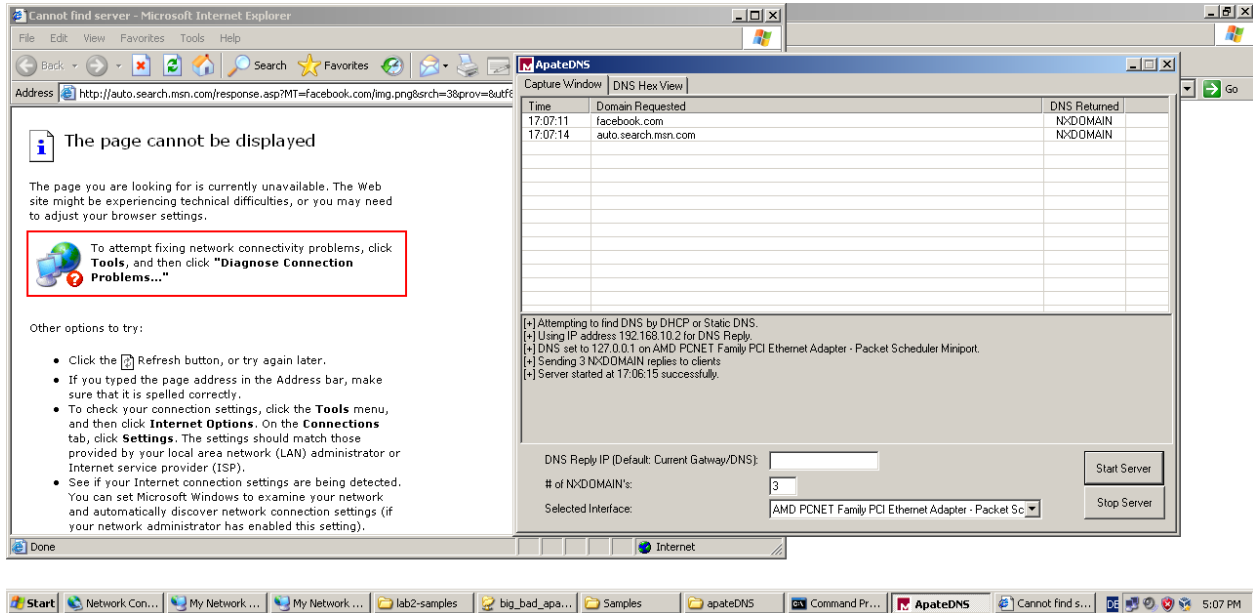 Cannot find server - Microsoft Internet Explorer
File Edit View Favorites Tools Help
Back Search Favorites
Address http://auto.search.msn.com/response.asp?MT=facebook.com/img.png&srch=3&prov=&utf8
Go
The page cannot be displayed
The page you are looking for is currently unavailable. The Web
site might be experiencing technical difficulties, or you may need
to adjust your browser settings.
To attempt fixing network connectivity problems, click
Tools, and then click "Diagnose Connection
Problems..."
Other options to try:
Click the Refresh button, or try again later.
If you typed the page address in the Address bar, make
sure that it is spelled correctly.
To check your connection settings, click the Tools menu,
and then click Internet Options. On the Connections
tab, click Settings. The settings should match those
provided by your local area network (LAN) administrator or
Internet service provider (ISP).
See if your Internet connection settings are being detected.
You can set Microsoft Windows to examine your network
and automatically discover network connection settings (if
your network administrator has enabled this setting).
Done Internet
ApateDNS
Capture Window DNS Hex View
Time Domain Requested DNS Returned
17:07:11 facebook.com NXDOMAIN
17:07:14 auto.search.msn.com NXDOMAIN
[+] Attempting to find DNS by DHCP or Static DNS.
[+] Using IP address 192.168.10.2 for DNS Reply.
[+] DNS set to 127.0.0.1 on AMD PCNET Family PCI Ethernet Adapter - Packet Scheduler Miniport.
[+] Sending 3 NXDOMAIN replies to clients
[+] Server started at 17:06:15 successfully.
DNS Reply IP (Default: Current Gatway/DNS):
# of NXDOMAIN's: 3
Selected Interface: AMD PCNET Family PCI Ethernet Adapter - Packet Sc
Start Server
Stop Server
Start Network Con... My Network ... My Network ... lab2-samples big_bad_apa... Samples apateDNS Command Pr... ApateDNS Cannot find s... DE 5:07 PM